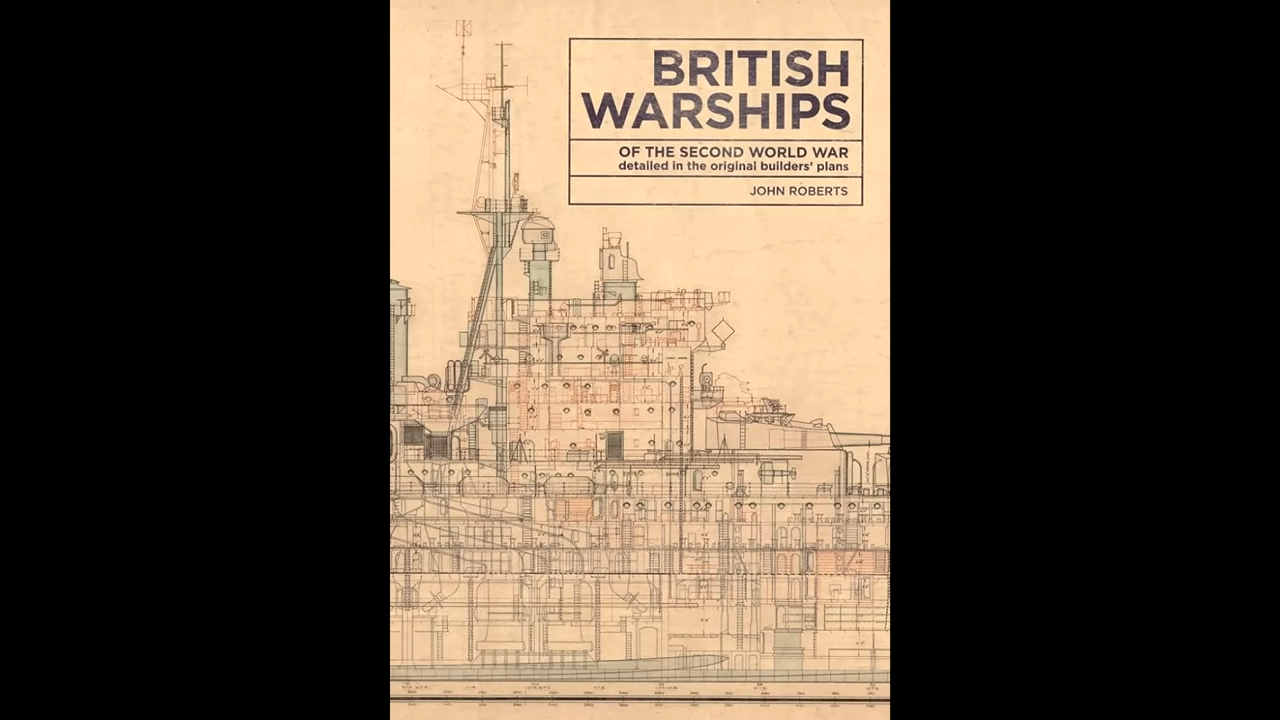 BRITISH
WARSHIPS
OF THE SECOND WORLD WAR
detailed in the original builders' plans
JOHN ROBERTS